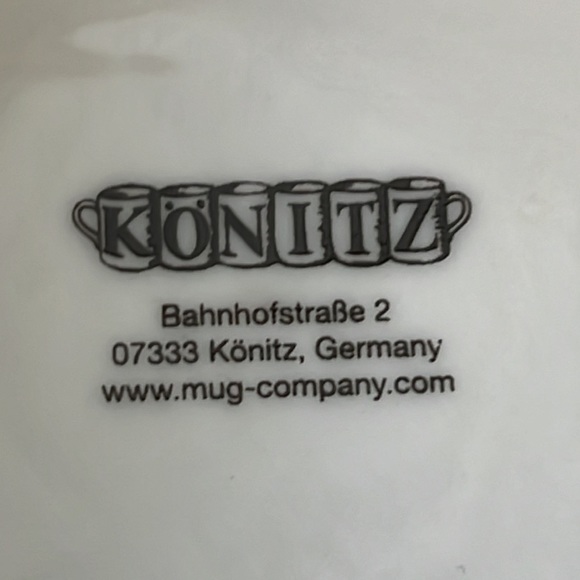 KÖNITZ
Bahnhofstraße 2
07333 Könitz, Germany
www.mug-company.com